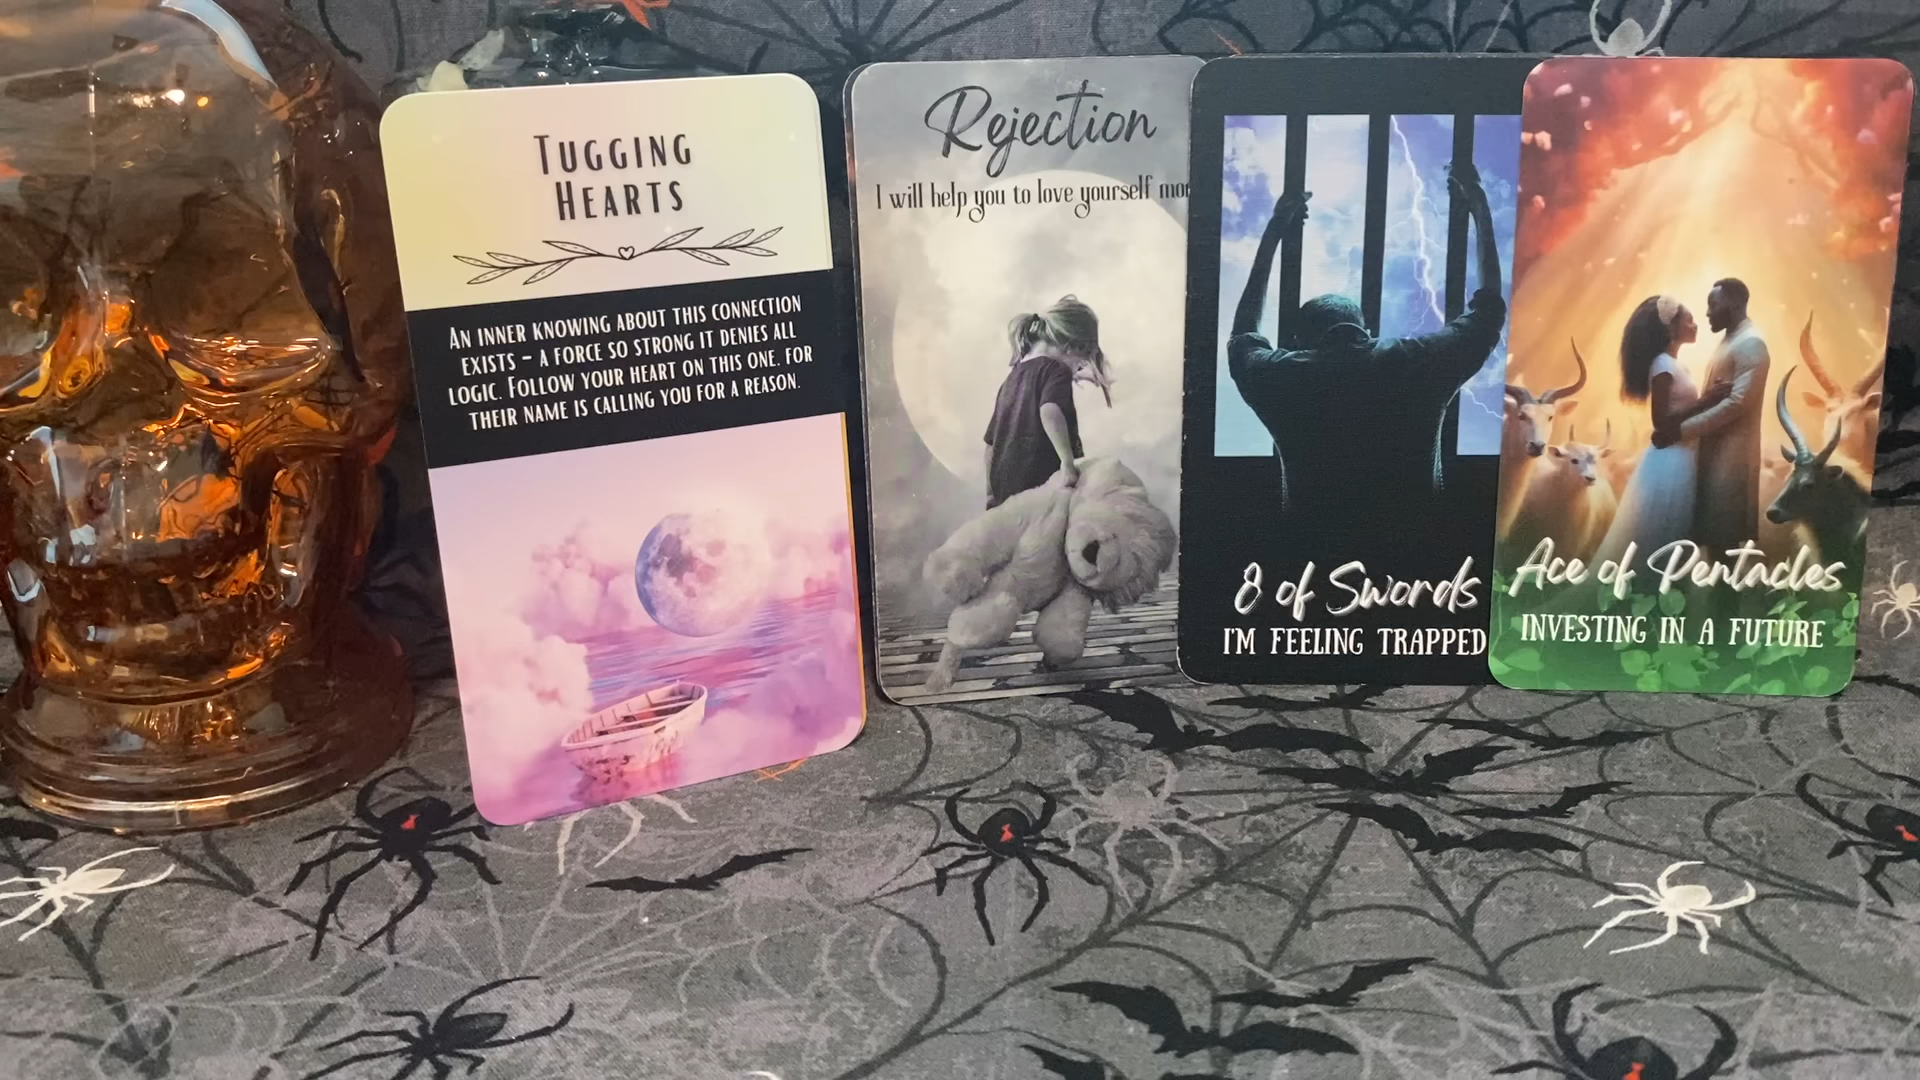 TUGGING
HEARTS
AN INNER KNOWING ABOUT THIS CONNECTION
EXISTS – A FORCE SO STRONG IT DENIES ALL
LOGIC. FOLLOW YOUR HEART ON THIS ONE. FOR
THEIR NAME IS CALLING YOU FOR A REASON.
Rejection
I will help you to love yourself
8 of Swords
I'M FEELING TRAPPED
Ace of Pentacles
INVESTING IN A FUTURE